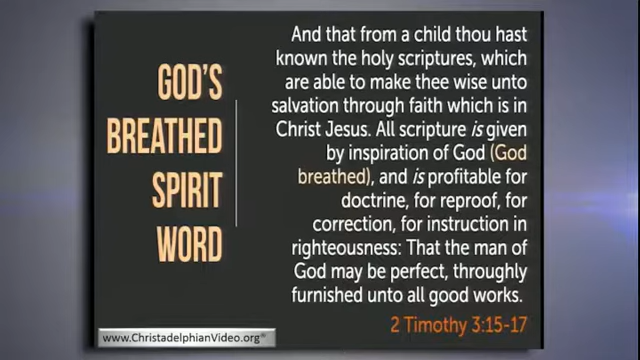 GOD'S
BREATHED
SPIRIT
WORD
And that from a child thou hast
known the holy scriptures, which
are able to make thee wise unto
salvation through faith which is in
Christ Jesus. All scripture is given
by inspiration of God (God
breathed), and is profitable for
doctrine, for reproof, for
correction, for instruction in
righteousness: That the man of
God may be perfect, throughly
furnished unto all good works.
2 Timothy 3:15-17
www.ChristadelphianVideo.org®